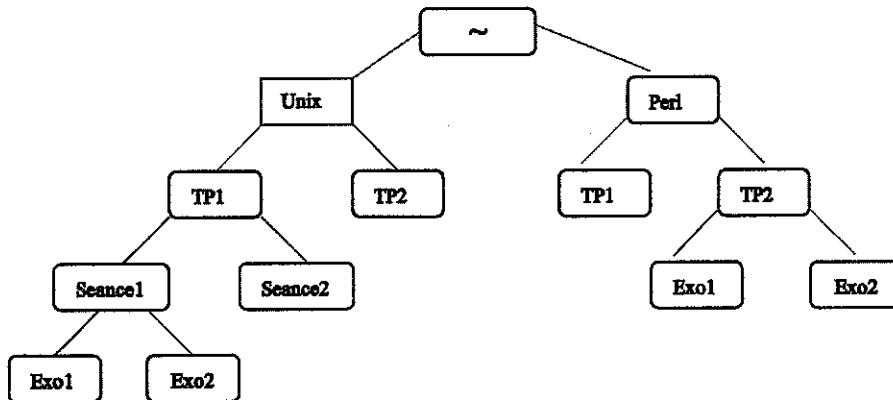 ~
Unix
Perl
TP1
TP2
TP1
TP2
Seance1
Seance2
Exo1
Exo2
Exo1
Exo2